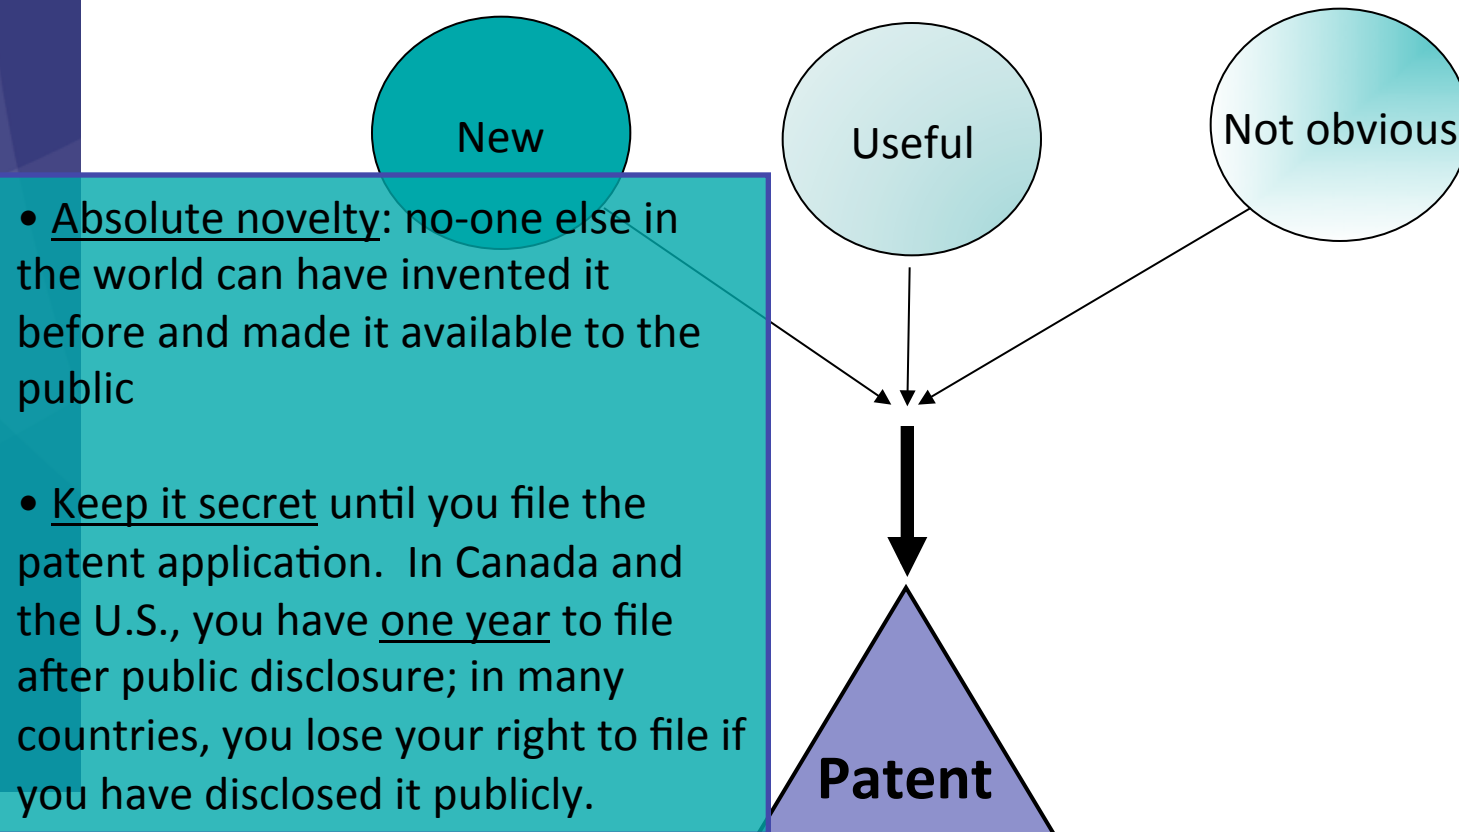 New
Useful
Not obvious
• Absolute novelty: no-one else in
the world can have invented it
before and made it available to the
public
• Keep it secret until you file the
patent application.  In Canada and
the U.S., you have one year to file
after public disclosure; in many
countries, you lose your right to file if
you have disclosed it publicly.
Patent